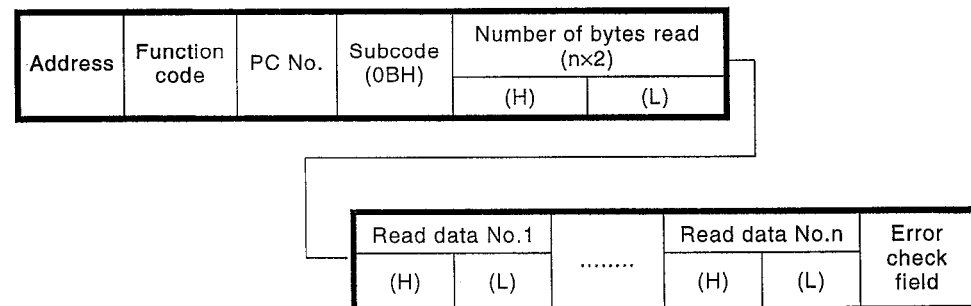 Address
Function
code
PC No.
Subcode
(0BH)
Number of bytes read
(n×2)
(H)
(L)
Read data No.1
(H)
(L)
........
Read data No.n
(H)
(L)
Error
check
field